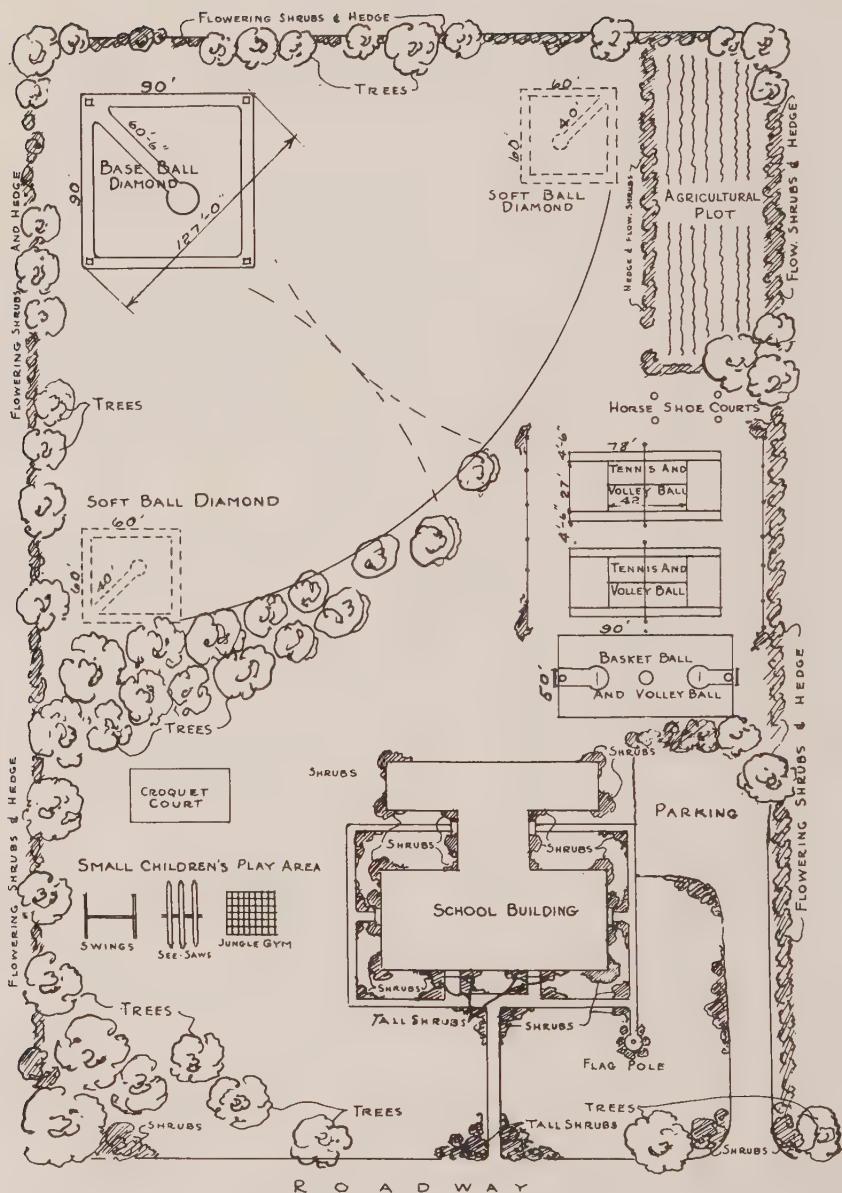 FLOWERING SHRUBS & HEDGE
TREES
90'
90'
60'-6"
BASE BALL
DIAMOND
127'-0"
60'
60'
40'
SOFT BALL
DIAMOND
HEDGE & FLOW. SHRUBS
AGRICULTURAL
PLOT
FLOW. SHRUBS & HEDGE
FLOWERING SHRUBS AND HEDGE
TREES
HORSE SHOE COURTS
78'
4'-6"
27'
4'-6"
TENNIS AND
VOLLEY BALL
42'
TENNIS AND
VOLLEY BALL
SOFT BALL DIAMOND
60'
60'
40'
90'
50'
BASKET BALL
AND VOLLEY BALL
TREES
FLOWERING SHRUBS & HEDGE
FLOWERING SHRUBS & HEDGE
SHRUBS
SHRUBS
PARKING
CROQUET
COURT
SHRUBS
SHRUBS
SMALL CHILDREN'S PLAY AREA
SWINGS
SEE-SAWS
JUNGLE GYM
SCHOOL BUILDING
SHRUBS
TALL SHRUBS
SHRUBS
FLAG POLE
TREES
TREES
SHRUBS
TALL SHRUBS
TREES
SHRUBS
ROADWAY